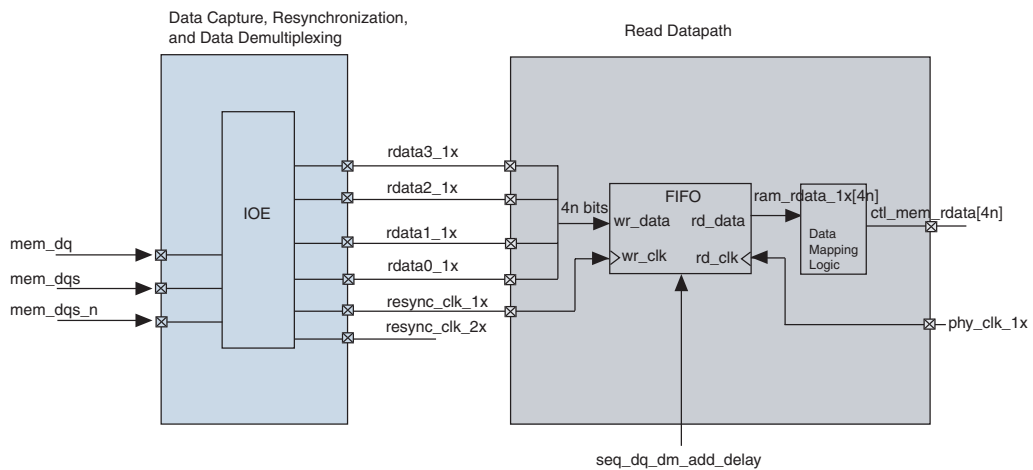 Data Capture, Resynchronization,
and Data Demultiplexing
Read Datapath
IOE
mem_dq
mem_dqs
mem_dqs_n
rdata3_1x
rdata2_1x
rdata1_1x
rdata0_1x
resync_clk_1x
resync_clk_2x
4n bits
FIFO
wr_data rd_data
wr_clk rd_clk
ram_rdata_1x[4n]
Data
Mapping
Logic
ctl_mem_rdata[4n]
phy_clk_1x
seq_dq_dm_add_delay